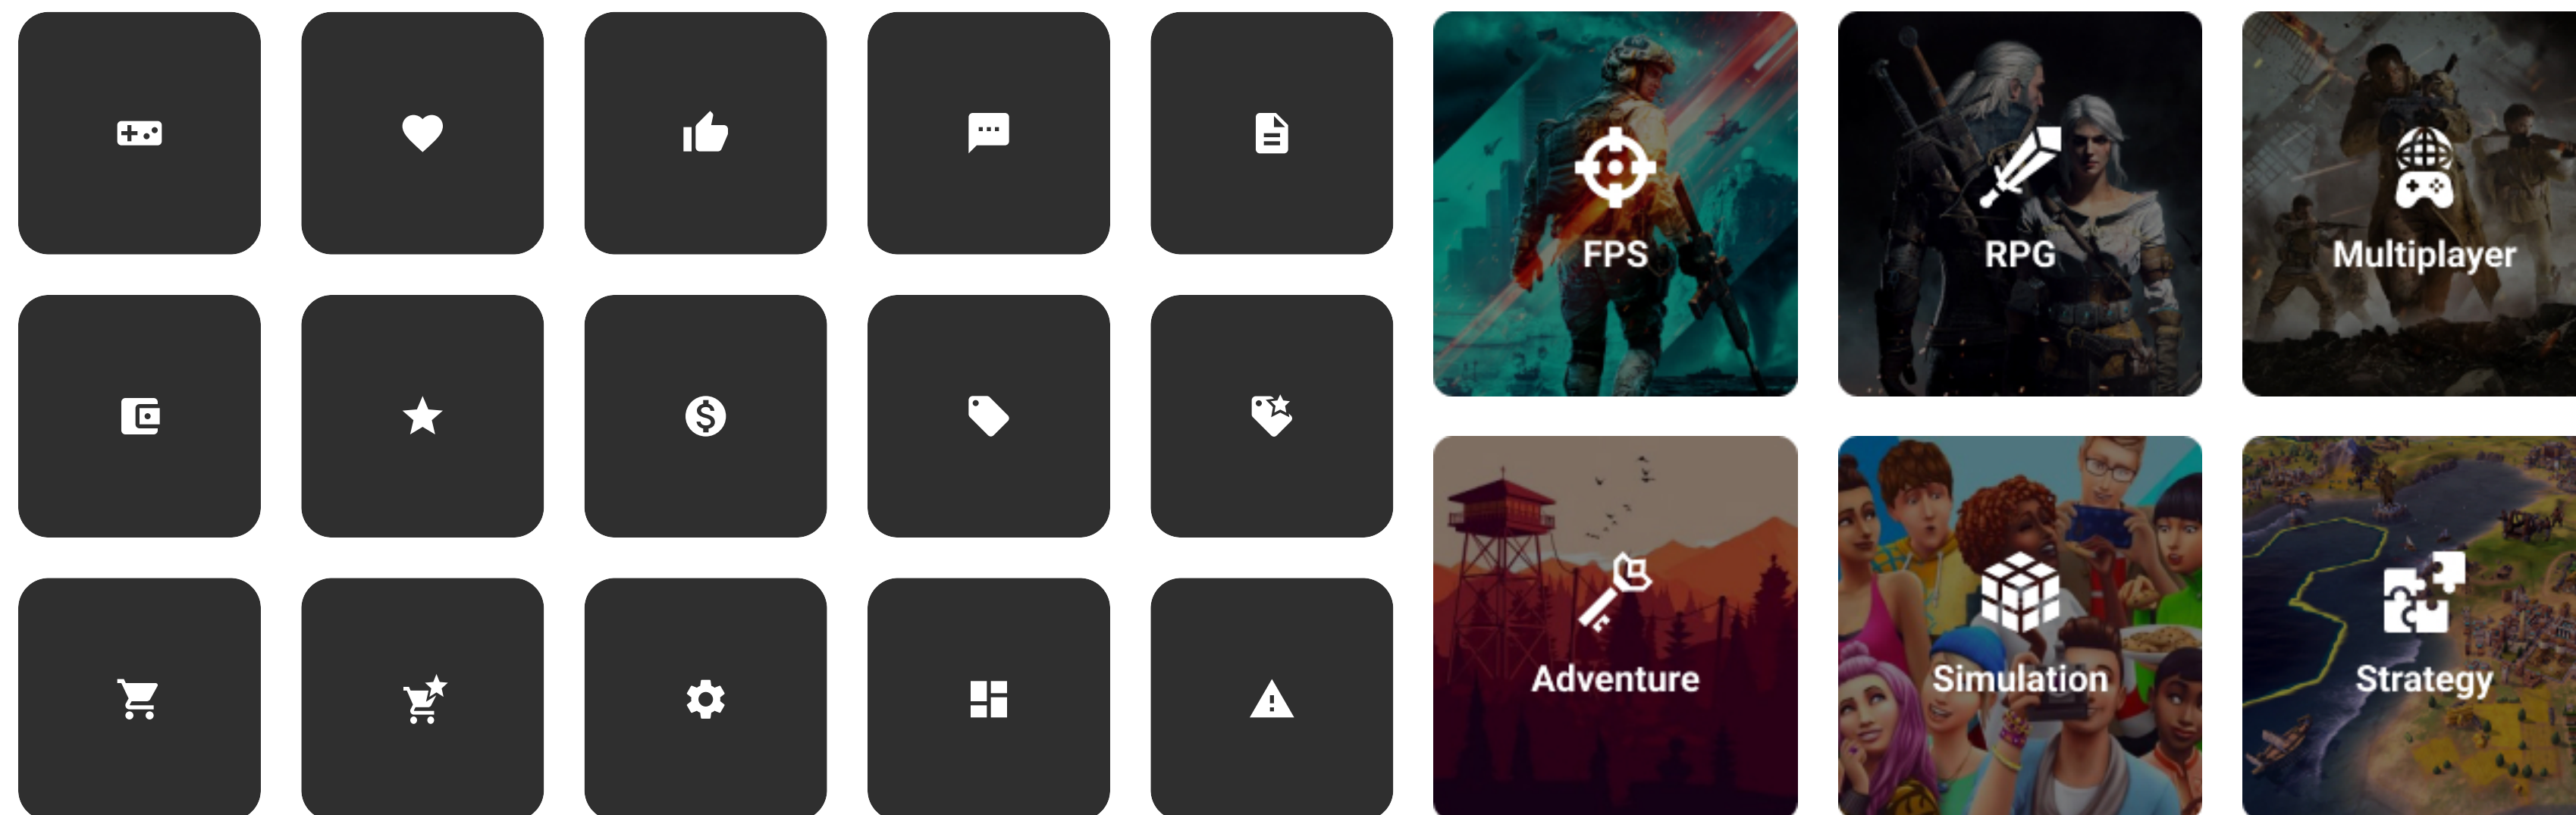 FPS
RPG
Multiplayer
Adventure
Simulation
Strategy